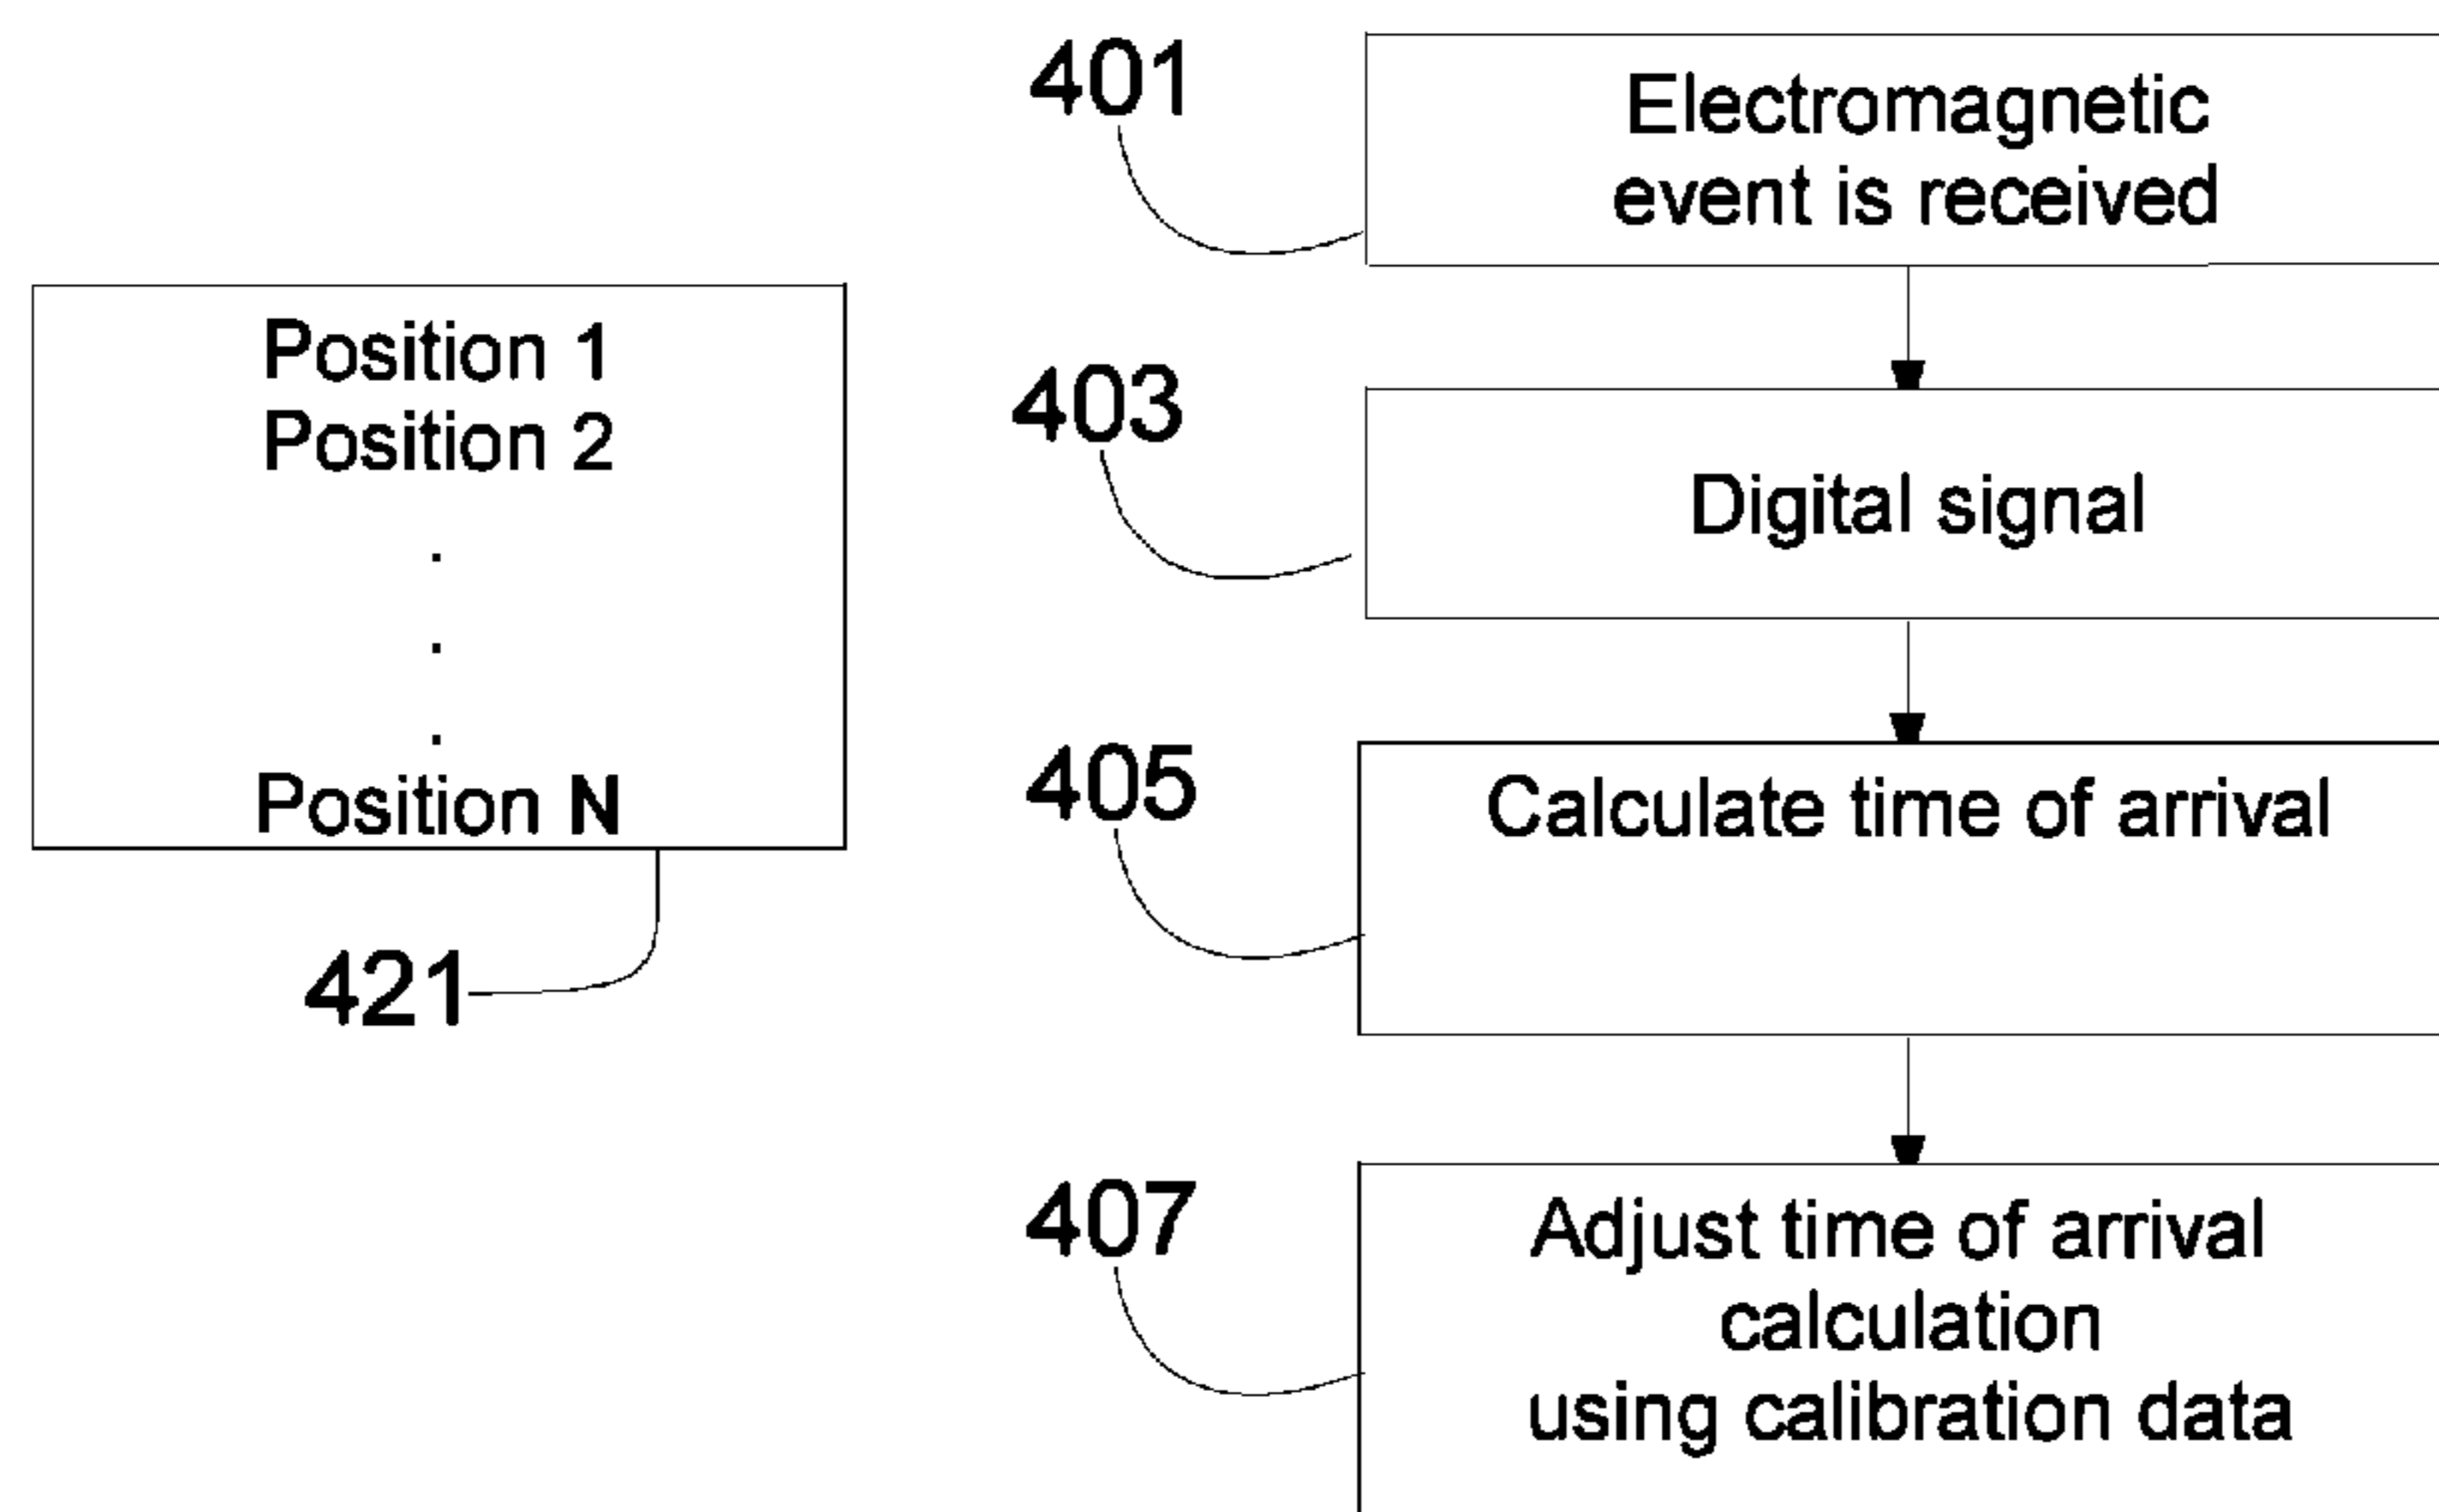 401
Electromagnetic
event is received
Position 1
Position 2
.
.
.
Position N
421
403
Digital signal
405
Calculate time of arrival
407
Adjust time of arrival
calculation
using calibration data